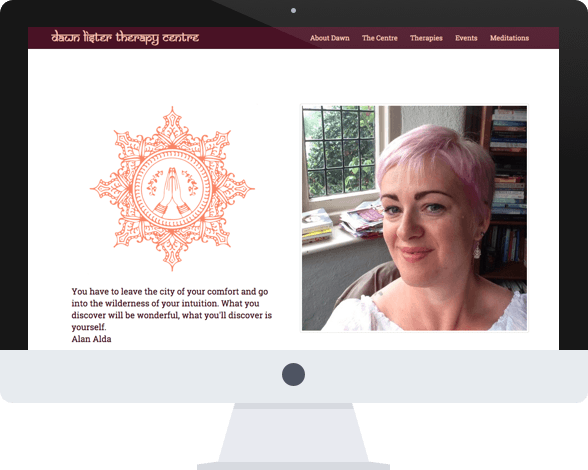 Dawn Lister Therapy Centre
About Dawn The Centre Therapies Events Meditations
You have to leave the city of your comfort and go
into the wilderness of your intuition. What you
discover will be wonderful, what you'll discover is
yourself.
Alan Alda